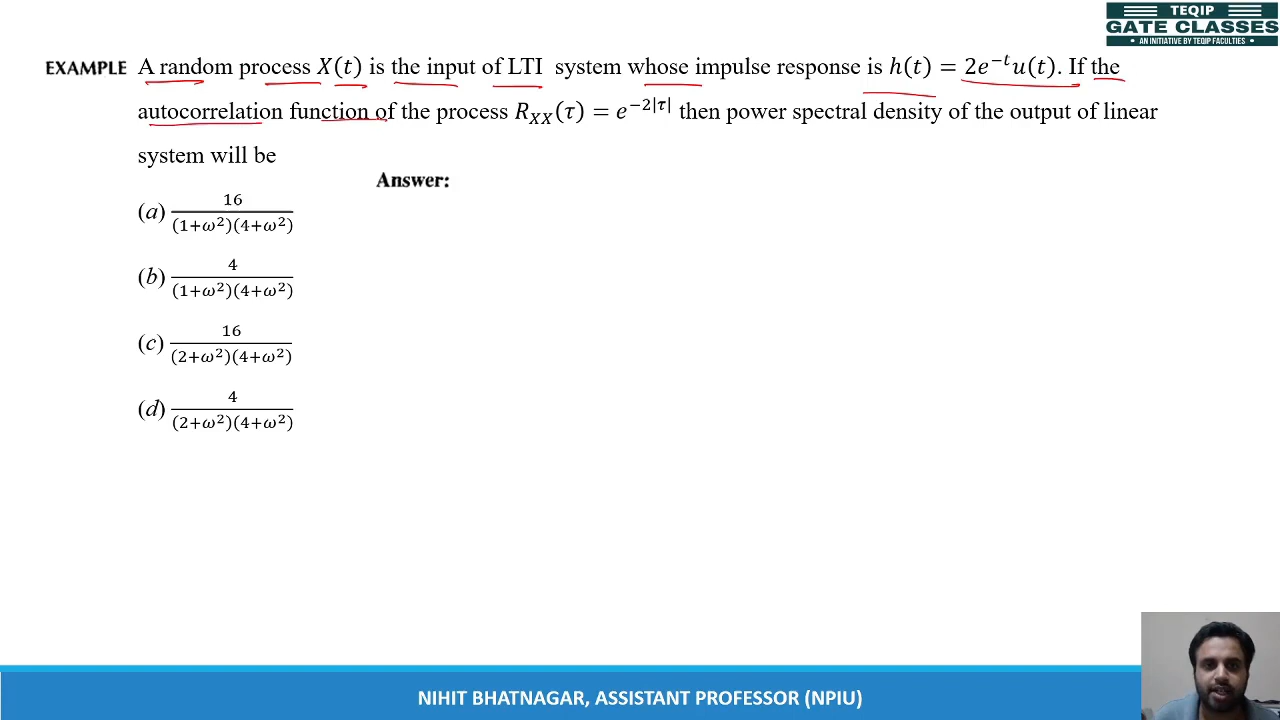 TEQIP
GATE CLASSES
• AN INITIATIVE BY TEQIP FACULTIES •
EXAMPLE A random process X(t) is the input of LTI system whose impulse response is h(t) = 2e^{-t}u(t). If the
autocorrelation function of the process R_{XX}(τ) = e^{-2|τ|} then power spectral density of the output of linear
system will be
Answer:
(a) 16/((1+ω²)(4+ω²))
(b) 4/((1+ω²)(4+ω²))
(c) 16/((2+ω²)(4+ω²))
(d) 4/((2+ω²)(4+ω²))
NIHIT BHATNAGAR, ASSISTANT PROFESSOR (NPIU)